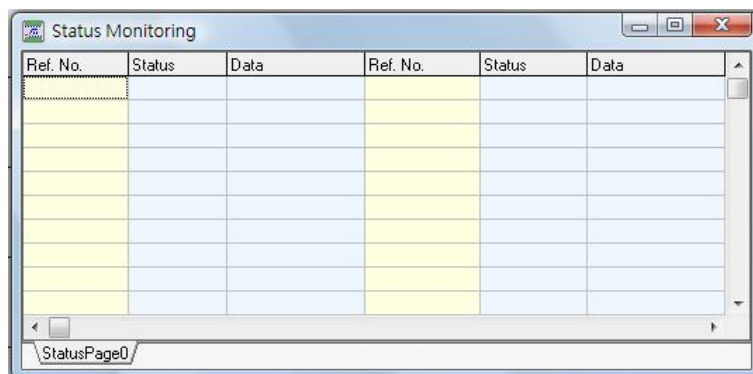 Status Monitoring
Ref. No. Status Data Ref. No. Status Data
StatusPage0